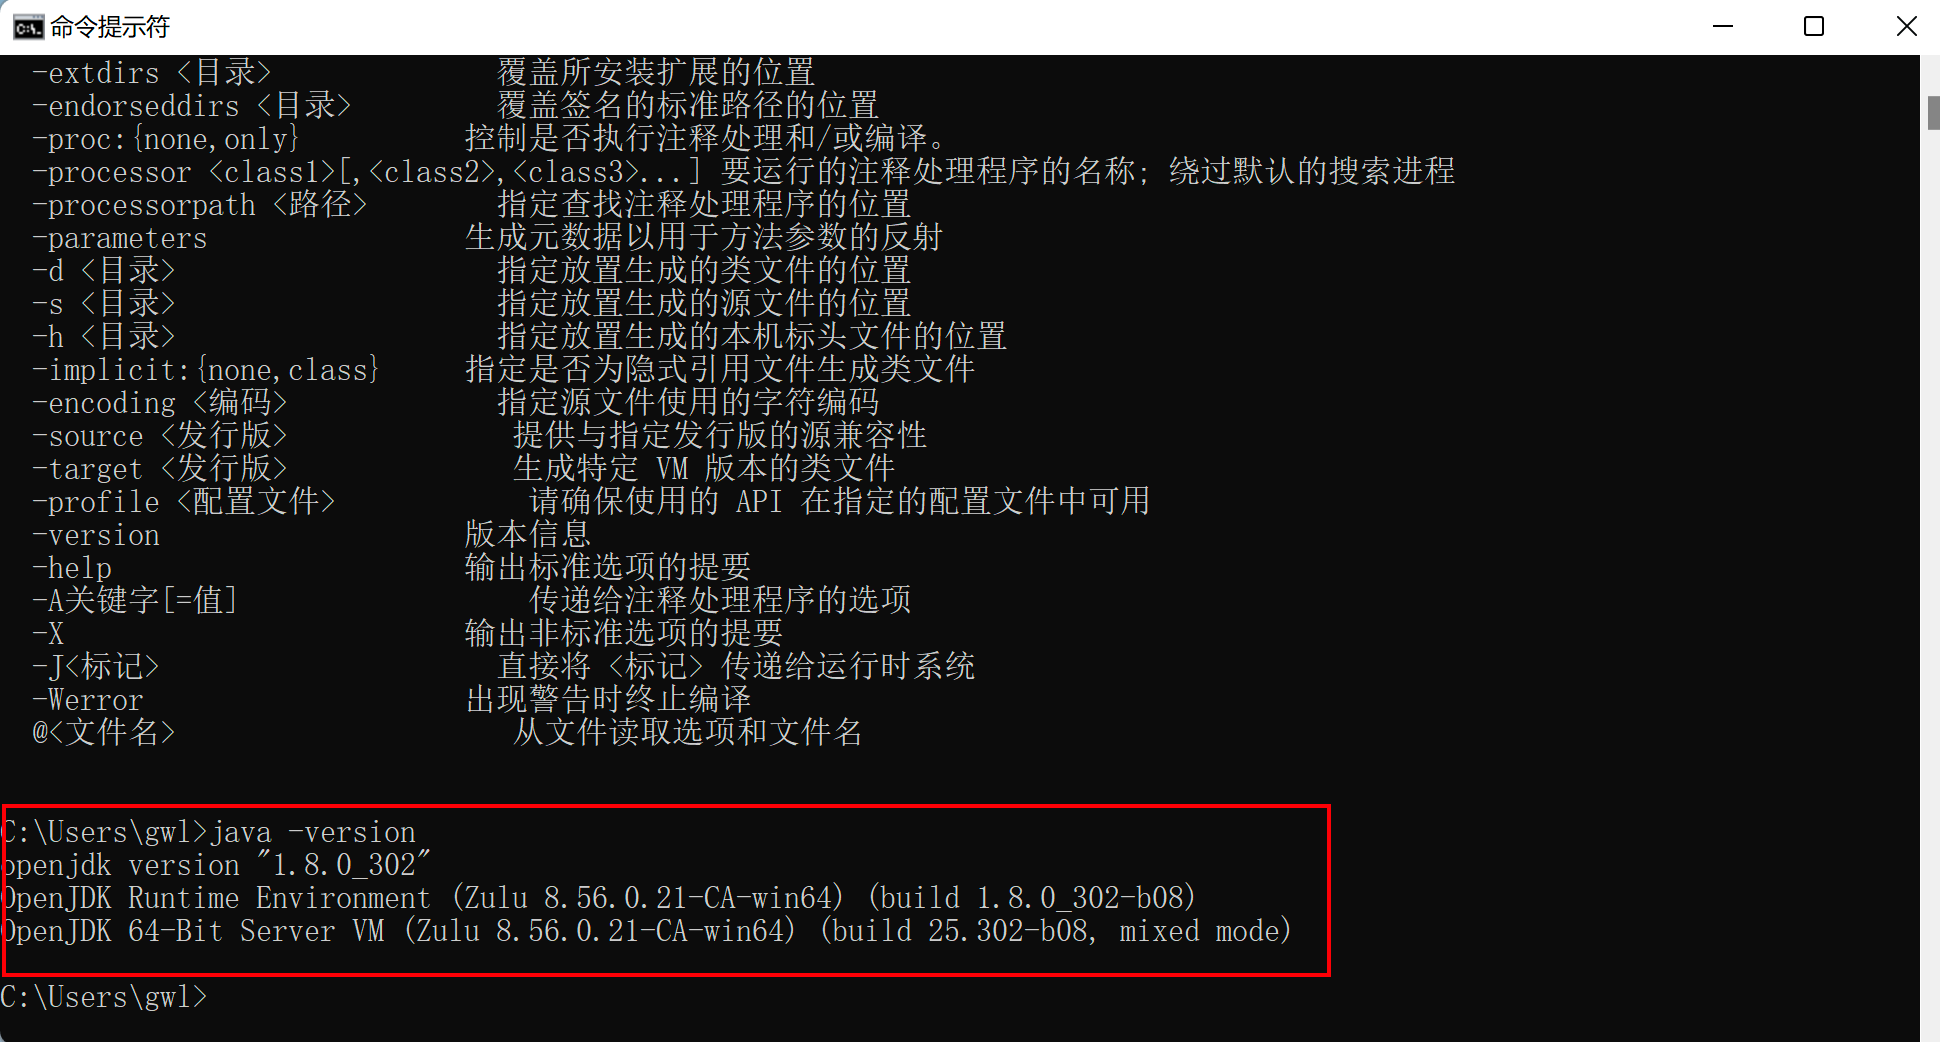 命令提示符
-extdirs <目录> 覆盖所安装扩展的位置
-endorseddirs <目录> 覆盖签名的标准路径的位置
-proc:{none,only} 控制是否执行注释处理和/或编译。
-processor <class1>[,<class2>,<class3>...] 要运行的注释处理程序的名称; 绕过默认的搜索进程
-processorpath <路径> 指定查找注释处理程序的位置
-parameters 生成元数据以用于方法参数的反射
-d <目录> 指定放置生成的类文件的位置
-s <目录> 指定放置生成的源文件的位置
-h <目录> 指定放置生成的本机标头文件的位置
-implicit:{none,class} 指定是否为隐式引用文件生成类文件
-encoding <编码> 指定源文件使用的字符编码
-source <发行版> 提供与指定发行版的源兼容性
-target <发行版> 生成特定 VM 版本的类文件
-profile <配置文件> 请确保使用的 API 在指定的配置文件中可用
-version 版本信息
-help 输出标准选项的提要
-A关键字[=值] 传递给注释处理程序的选项
-X 输出非标准选项的提要
-J<标记> 直接将 <标记> 传递给运行时系统
-Werror 出现警告时终止编译
@<文件名> 从文件读取选项和文件名
C:\Users\gwl>java -version
openjdk version "1.8.0_302"
OpenJDK Runtime Environment (Zulu 8.56.0.21-CA-win64) (build 1.8.0_302-b08)
OpenJDK 64-Bit Server VM (Zulu 8.56.0.21-CA-win64) (build 25.302-b08, mixed mode)
C:\Users\gwl>